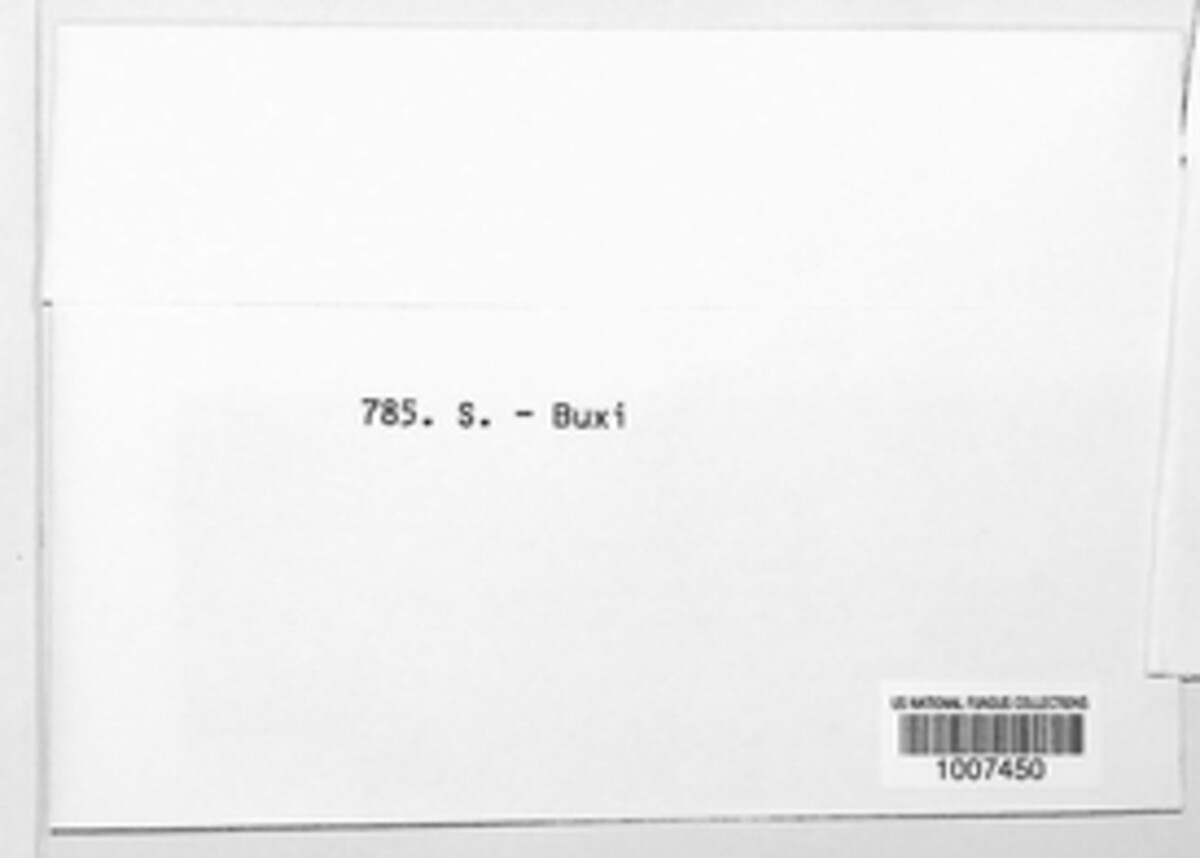 785. S. - Buxi
US NATIONAL FUNGUS COLLECTIONS
1007450